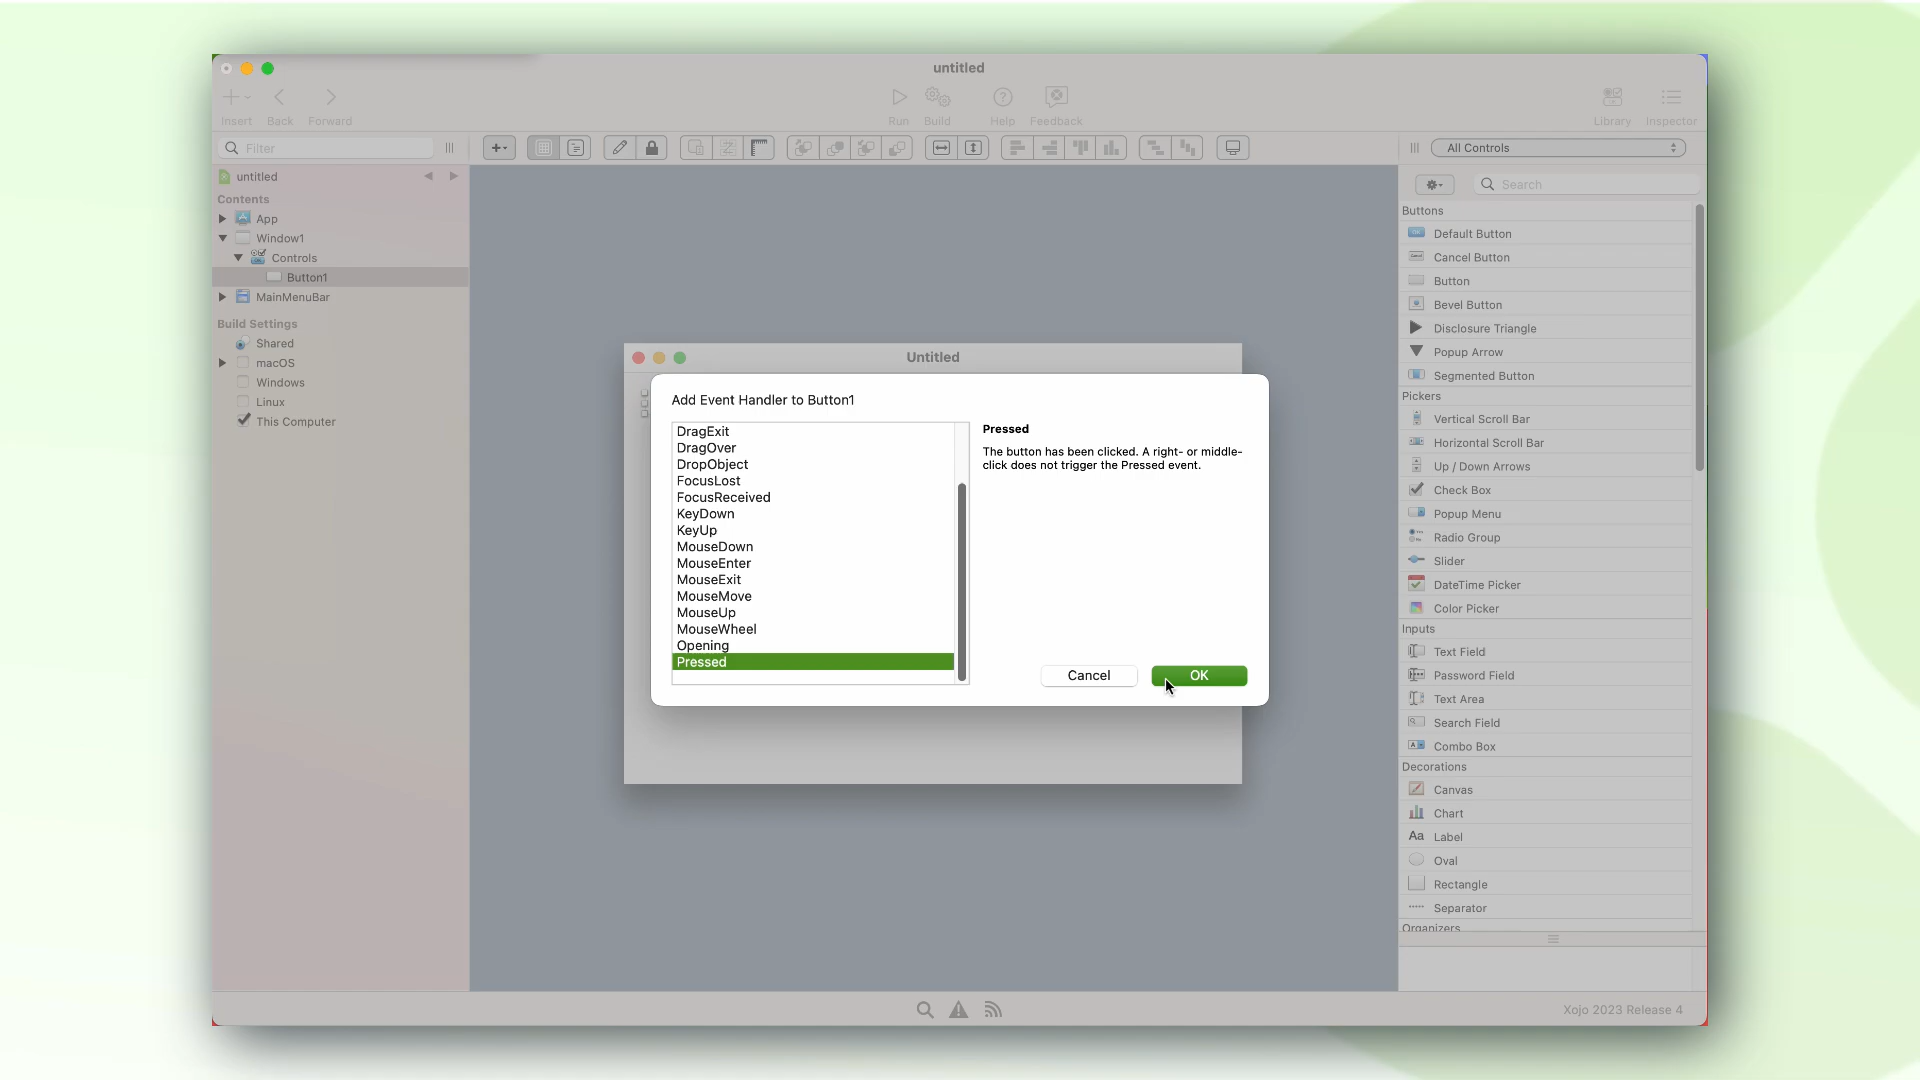 untitled
Insert
Back
Forward
Run
Build
Help
Feedback
Library
Inspector
Filter
All Controls
untitled
Contents
App
Window1
Controls
Button1
MainMenuBar
Build Settings
Shared
macOS
Windows
Linux
This Computer
Untitled
Add Event Handler to Button1
DragExit
DragOver
DropObject
FocusLost
FocusReceived
KeyDown
KeyUp
MouseDown
MouseEnter
MouseExit
MouseMove
MouseUp
MouseWheel
Opening
Pressed
Pressed
The button has been clicked. A right- or middle-
click does not trigger the Pressed event.
Cancel
OK
Search
Buttons
Default Button
Cancel Button
Button
Bevel Button
Disclosure Triangle
Popup Arrow
Segmented Button
Pickers
Vertical Scroll Bar
Horizontal Scroll Bar
Up / Down Arrows
Check Box
Popup Menu
Radio Group
Slider
DateTime Picker
Color Picker
Inputs
Text Field
Password Field
Text Area
Search Field
Combo Box
Decorations
Canvas
Chart
Aa Label
Oval
Rectangle
Separator
Organizers
Xojo 2023 Release 4